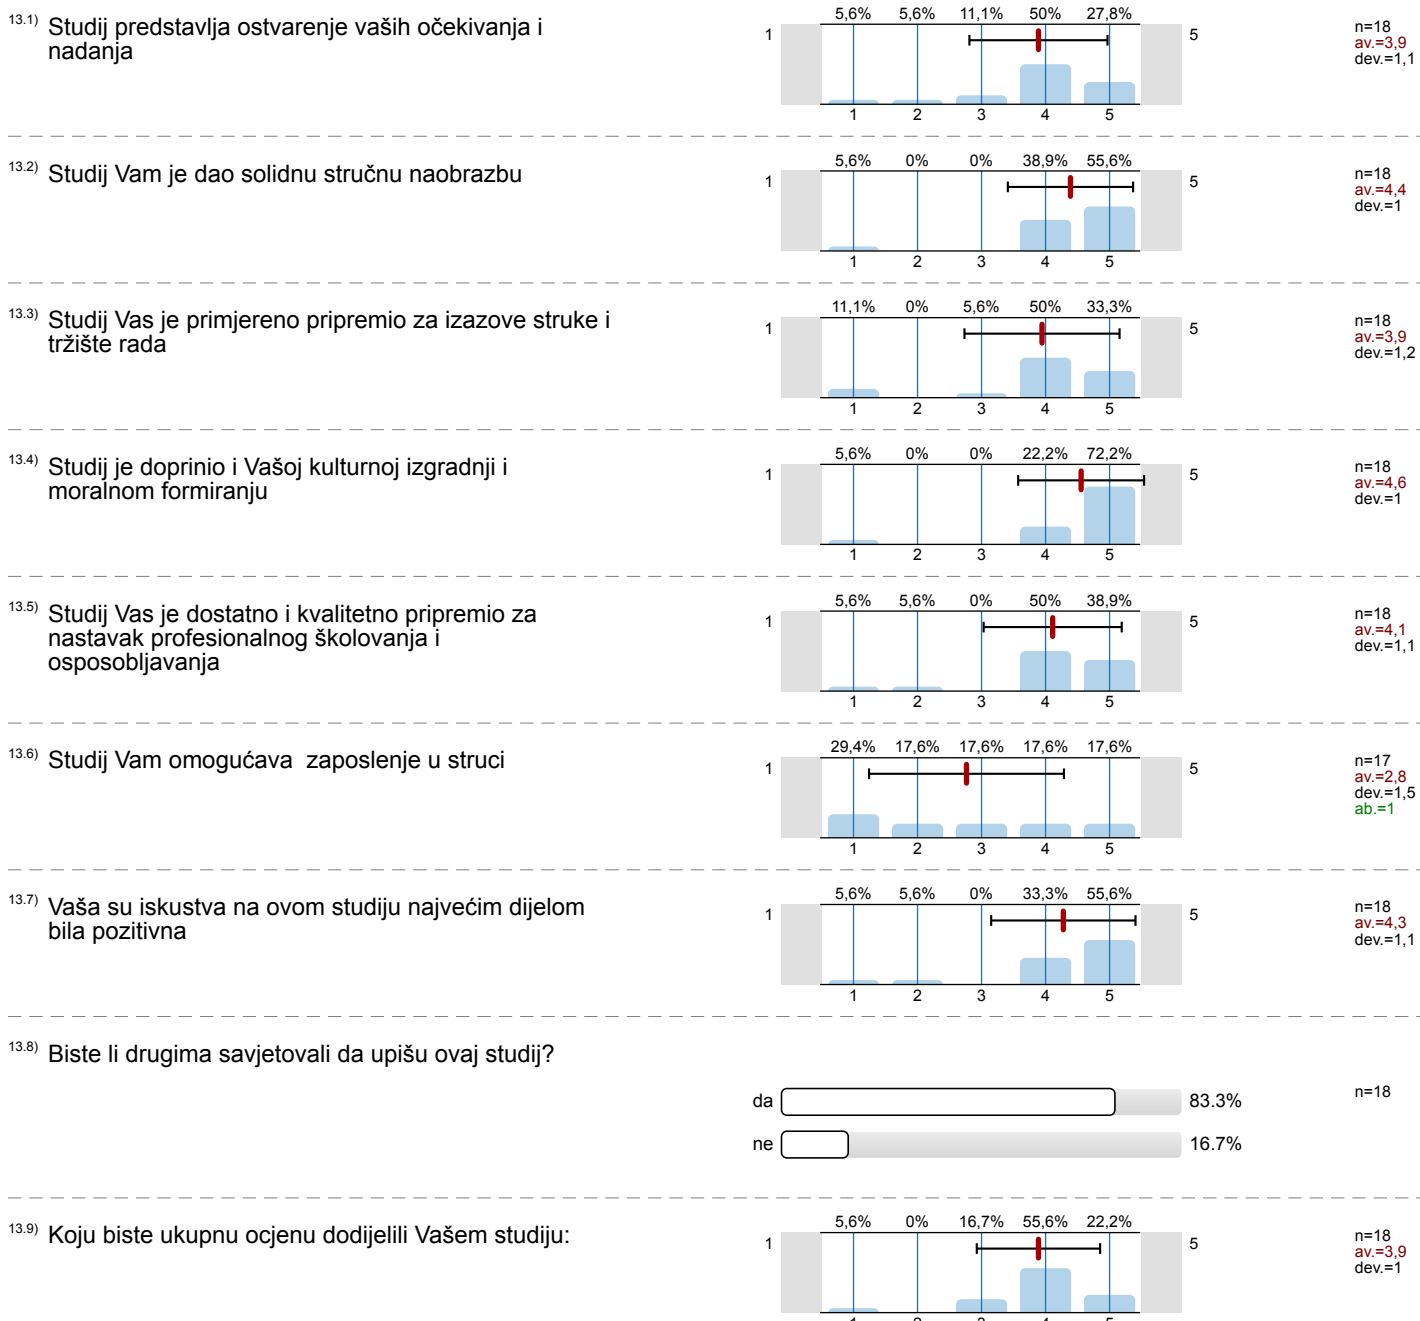 13.1) Studij predstavlja ostvarenje vaših očekivanja i
nadanja
5,6% 5,6% 11,1% 50% 27,8%
1 5
1 2 3 4 5
n=18
av.=3,9
dev.=1,1
13.2) Studij Vam je dao solidnu stručnu naobrazbu
5,6% 0% 0% 38,9% 55,6%
1 5
1 2 3 4 5
n=18
av.=4,4
dev.=1
13.3) Studij Vas je primjereno pripremio za izazove struke i
tržište rada
11,1% 0% 5,6% 50% 33,3%
1 5
1 2 3 4 5
n=18
av.=3,9
dev.=1,2
13.4) Studij je doprinio i Vašoj kulturnoj izgradnji i
moralnom formiranju
5,6% 0% 0% 22,2% 72,2%
1 5
1 2 3 4 5
n=18
av.=4,6
dev.=1
13.5) Studij Vas je dostatno i kvalitetno pripremio za
nastavak profesionalnog školovanja i
osposobljavanja
5,6% 5,6% 0% 50% 38,9%
1 5
1 2 3 4 5
n=18
av.=4,1
dev.=1,1
13.6) Studij Vam omogućava zaposlenje u struci
29,4% 17,6% 17,6% 17,6% 17,6%
1 5
1 2 3 4 5
n=17
av.=2,8
dev.=1,5
ab.=1
13.7) Vaša su iskustva na ovom studiju najvećim dijelom
bila pozitivna
5,6% 5,6% 0% 33,3% 55,6%
1 5
1 2 3 4 5
n=18
av.=4,3
dev.=1,1
13.8) Biste li drugima savjetovali da upišu ovaj studij?
da 83.3%
ne 16.7%
n=18
13.9) Koju biste ukupnu ocjenu dodijelili Vašem studiju:
5,6% 0% 16,7% 55,6% 22,2%
1 5
1 2 3 4 5
n=18
av.=3,9
dev.=1